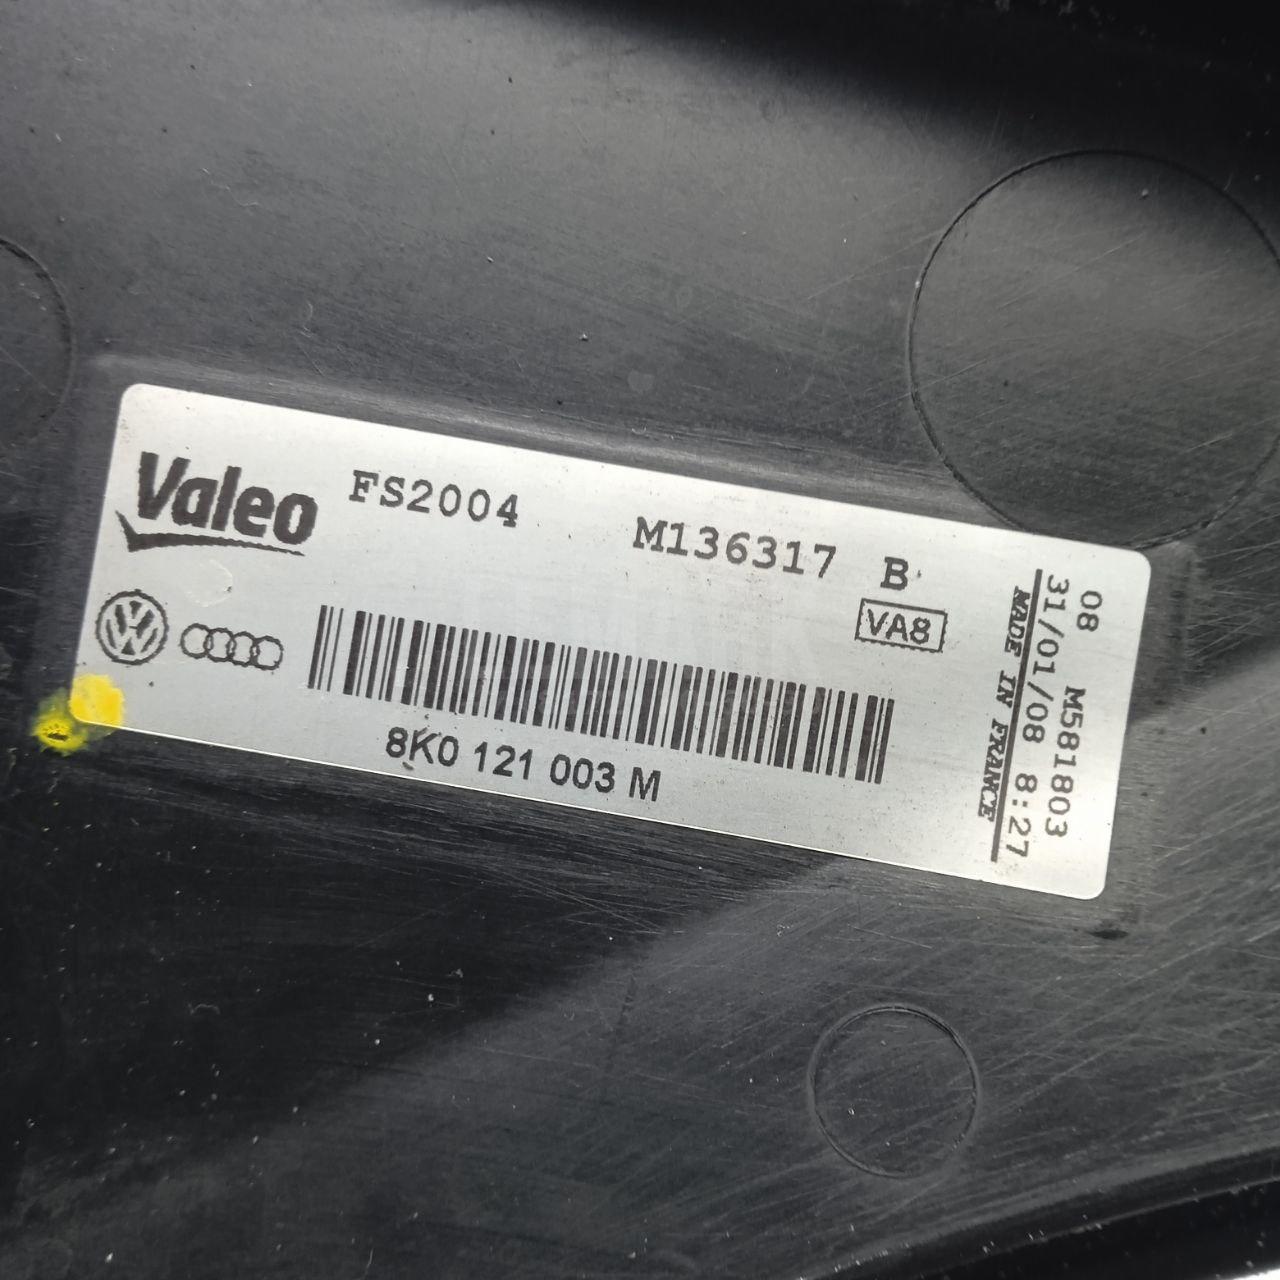 Valeo FS2004 M136317 B
VA8
8K0 121 003 M
08 M581803
31/01/08 8:27
MADE IN FRANCE